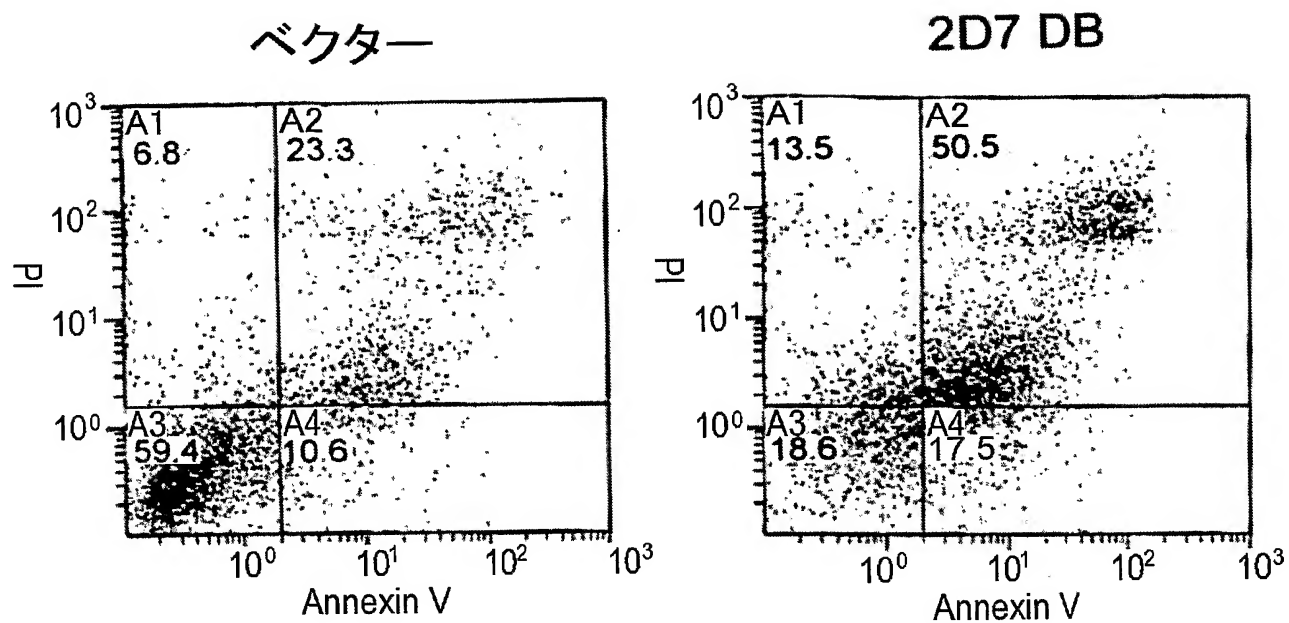 ベクター
10³
A1
6.8
A2
23.3
10²
10¹
10⁰
A3
59.4
A4
10.6
PI
10⁰
10¹
10²
10³
Annexin V
2D7 DB
10³
A1
13.5
A2
50.5
10²
10¹
10⁰
A3
18.6
A4
17.5
PI
10⁰
10¹
10²
10³
Annexin V